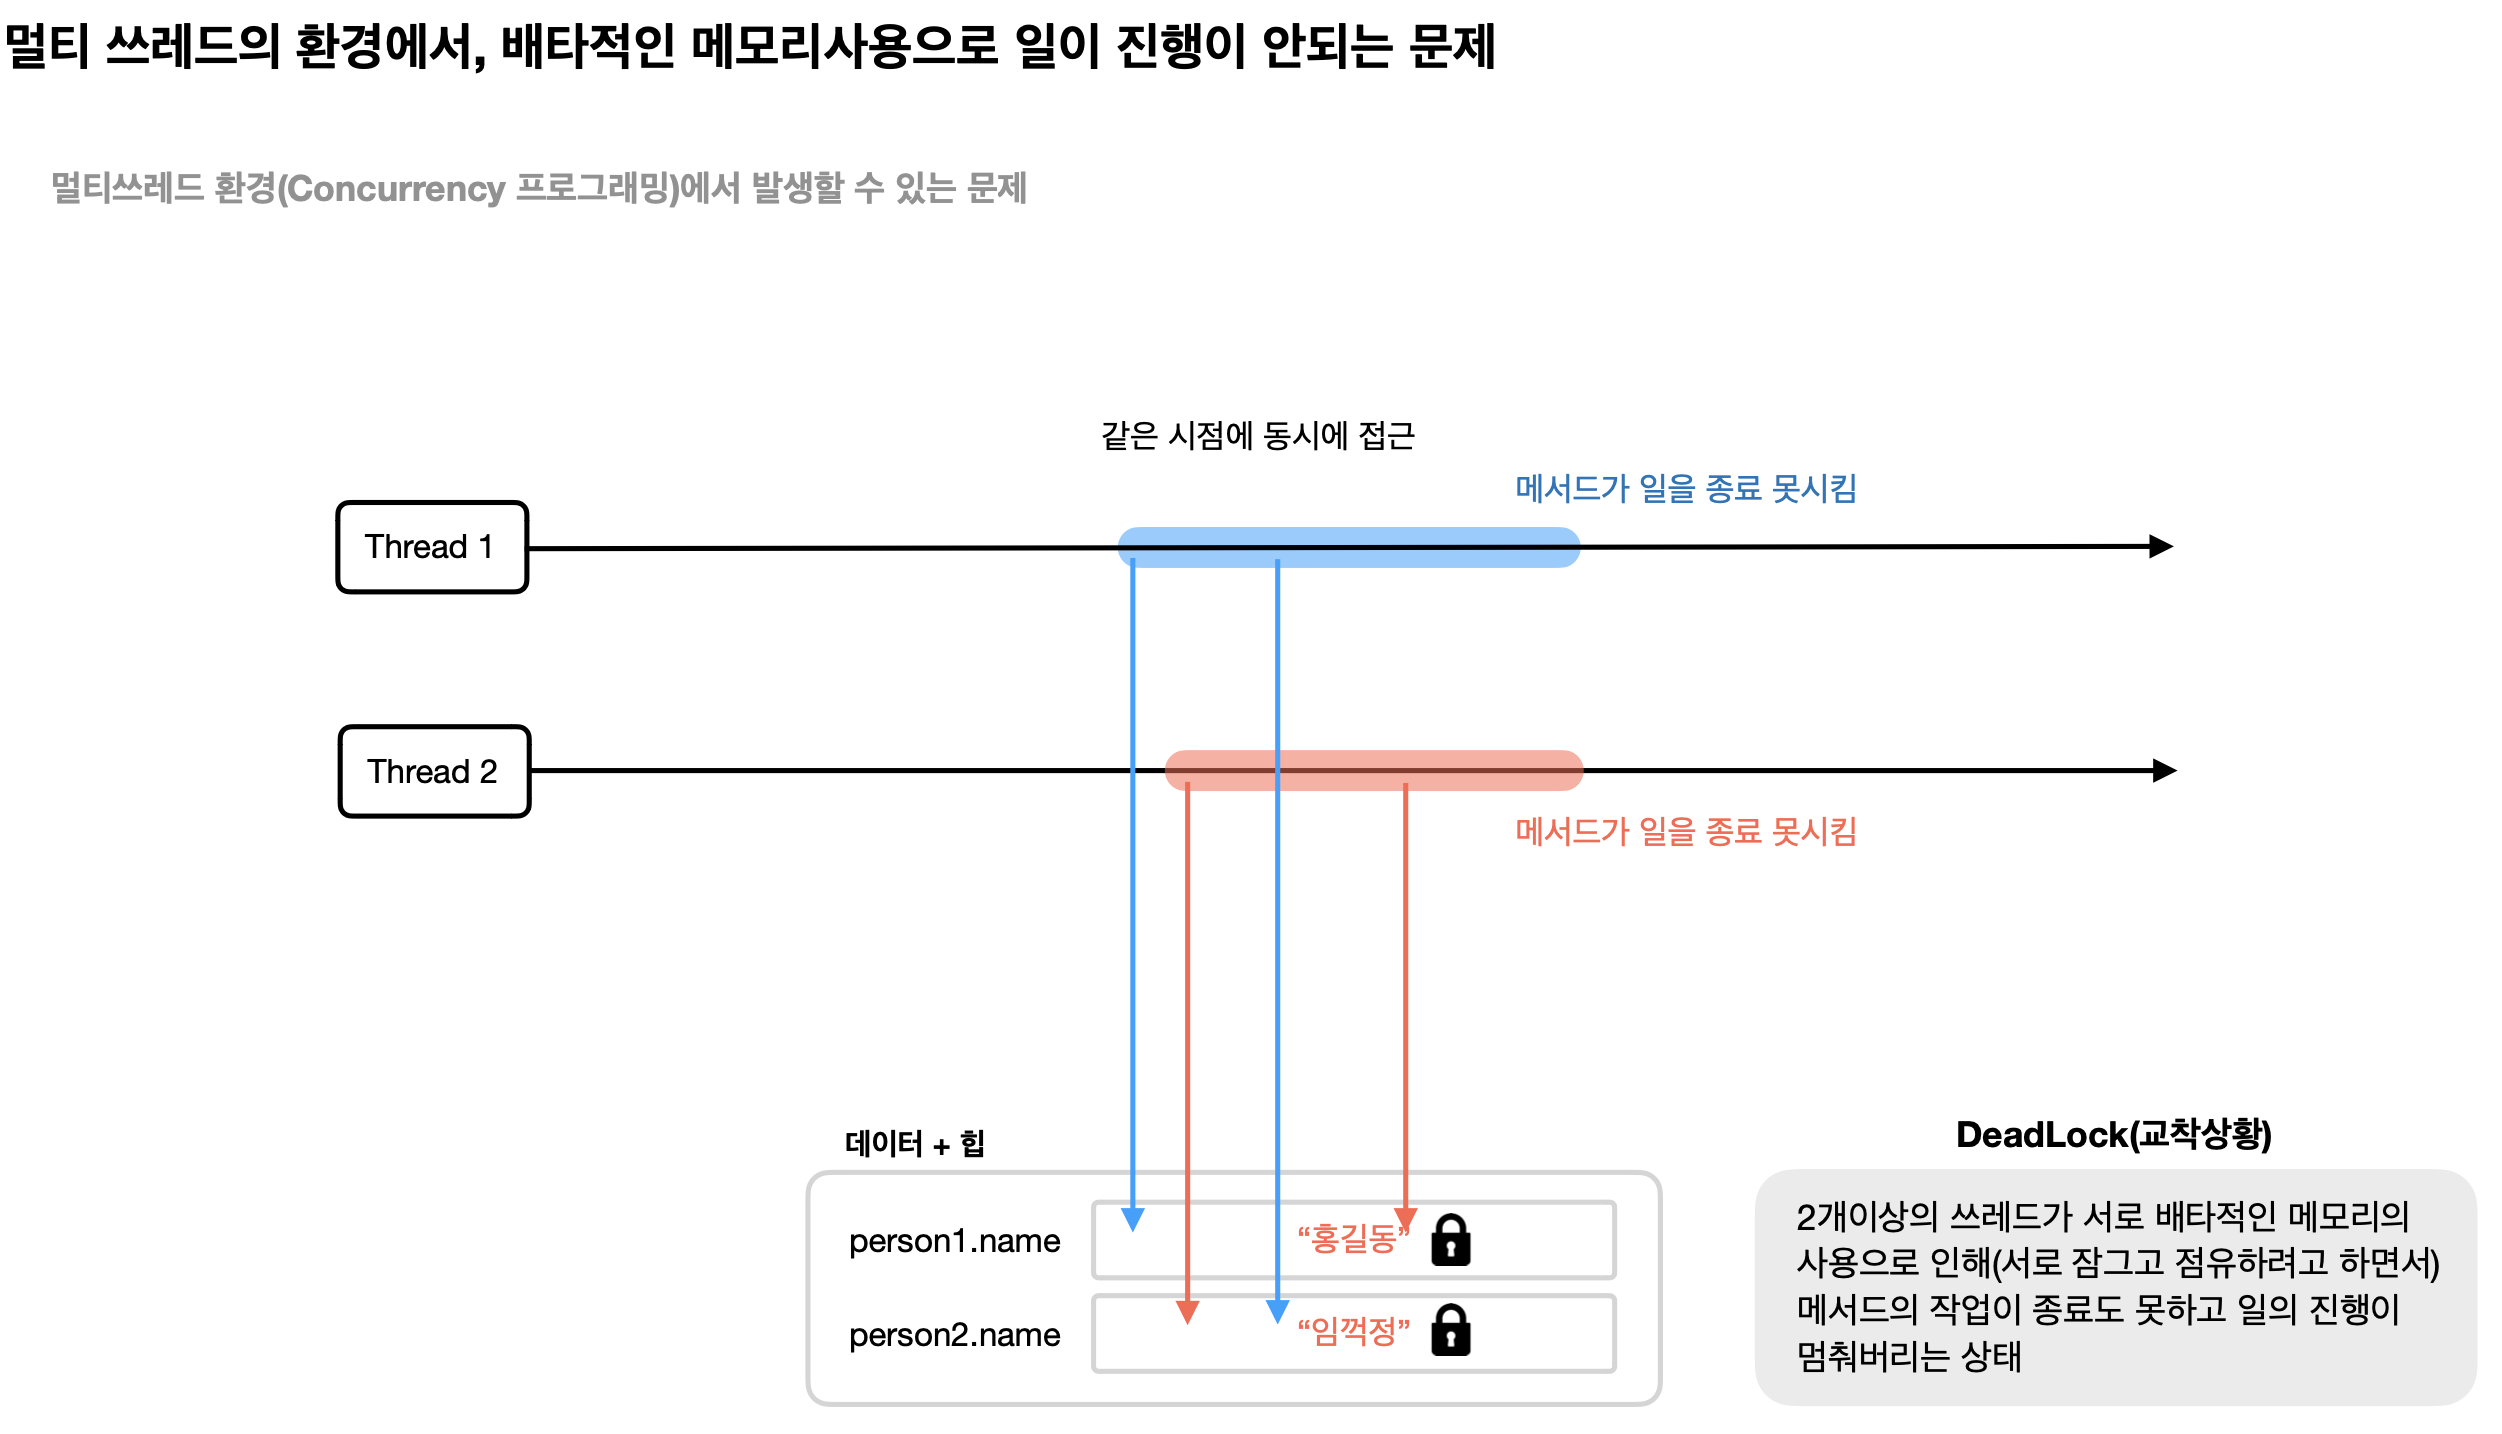 멀티 쓰레드의 환경에서, 배타적인 메모리사용으로 일이 진행이 안되는 문제
멀티쓰레드 환경(Concurrency 프로그래밍)에서 발생할 수 있는 문제
같은 시점에 동시에 접근
메서드가 일을 종료 못시킴
Thread 1
Thread 2
메서드가 일을 종료 못시킴
데이터 + 힙
person1.name
“홍길동”
person2.name
“임꺽정”
DeadLock(교착상황)
2개이상의 쓰레드가 서로 배타적인 메모리의
사용으로 인해(서로 잠그고 점유하려고 하면서)
메서드의 작업이 종료도 못하고 일의 진행이
멈춰버리는 상태